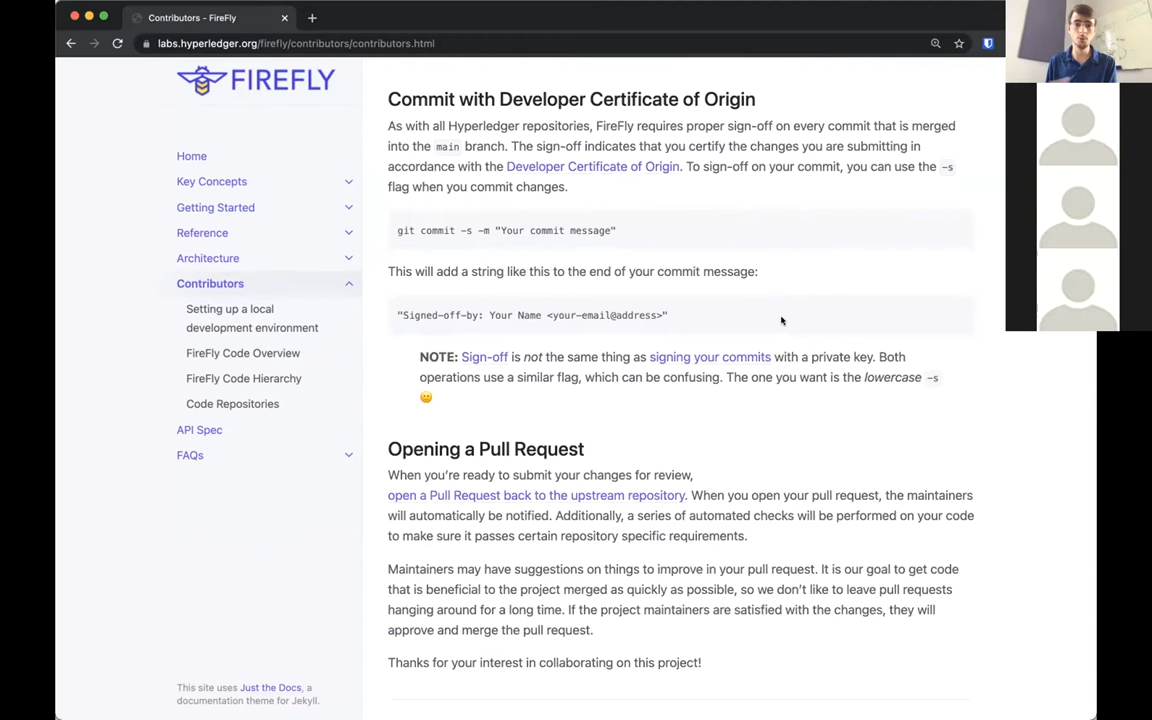 Contributors - FireFly
labs.hyperledger.org/firefly/contributors/contributors.html
FIREFLY
Home
Key Concepts
Getting Started
Reference
Architecture
Contributors
Setting up a local
development environment
FireFly Code Overview
FireFly Code Hierarchy
Code Repositories
API Spec
FAQs
This site uses Just the Docs, a
documentation theme for Jekyll.
Commit with Developer Certificate of Origin
As with all Hyperledger repositories, FireFly requires proper sign-off on every commit that is merged
into the main branch. The sign-off indicates that you certify the changes you are submitting in
accordance with the Developer Certificate of Origin. To sign-off on your commit, you can use the -s
flag when you commit changes.
git commit -s -m "Your commit message"
This will add a string like this to the end of your commit message:
"Signed-off-by: Your Name <your-email@address>"
NOTE: Sign-off is not the same thing as signing your commits with a private key. Both
operations use a similar flag, which can be confusing. The one you want is the lowercase -s
🙂
Opening a Pull Request
When you're ready to submit your changes for review,
open a Pull Request back to the upstream repository. When you open your pull request, the maintainers
will automatically be notified. Additionally, a series of automated checks will be performed on your code
to make sure it passes certain repository specific requirements.
Maintainers may have suggestions on things to improve in your pull request. It is our goal to get code
that is beneficial to the project merged as quickly as possible, so we don't like to leave pull requests
hanging around for a long time. If the project maintainers are satisfied with the changes, they will
approve and merge the pull request.
Thanks for your interest in collaborating on this project!